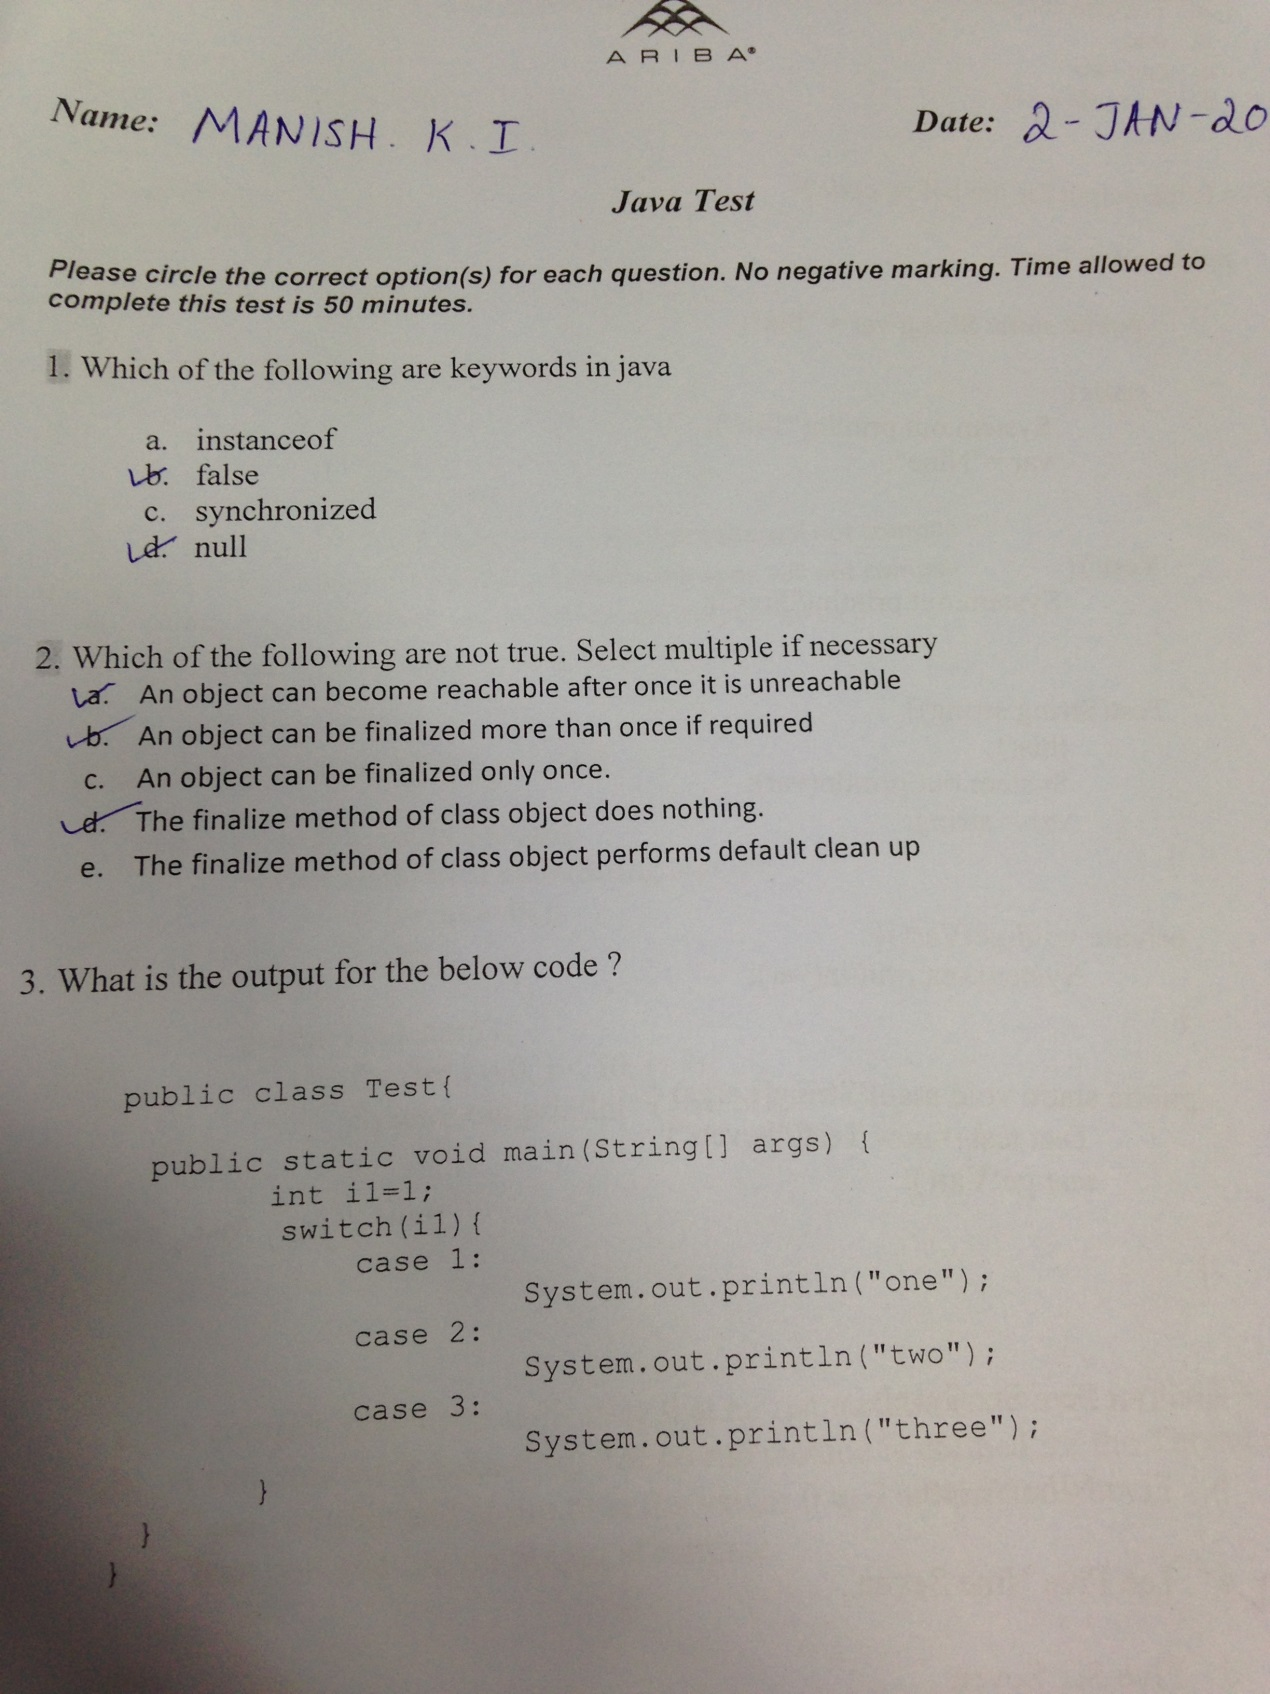 ARIBA®
Name: MANISH. K. I. Date: 2-JAN-20
Java Test
Please circle the correct option(s) for each question. No negative marking. Time allowed to
complete this test is 50 minutes.
1. Which of the following are keywords in java
a. instanceof
b. false
c. synchronized
d. null
2. Which of the following are not true. Select multiple if necessary
a. An object can become reachable after once it is unreachable
b. An object can be finalized more than once if required
c. An object can be finalized only once.
d. The finalize method of class object does nothing.
e. The finalize method of class object performs default clean up
3. What is the output for the below code ?
public class Test{
public static void main(String[] args) {
int i1=1;
switch(i1){
case 1:
System.out.println("one");
case 2:
System.out.println("two");
case 3:
System.out.println("three");
}
}
}